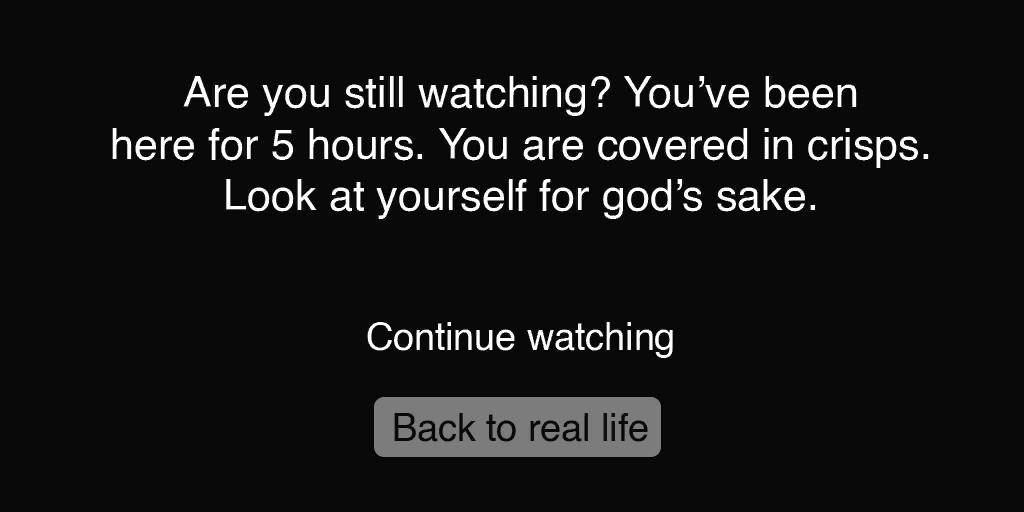 Are you still watching? You’ve been
here for 5 hours. You are covered in crisps.
Look at yourself for god’s sake.
Continue watching
Back to real life